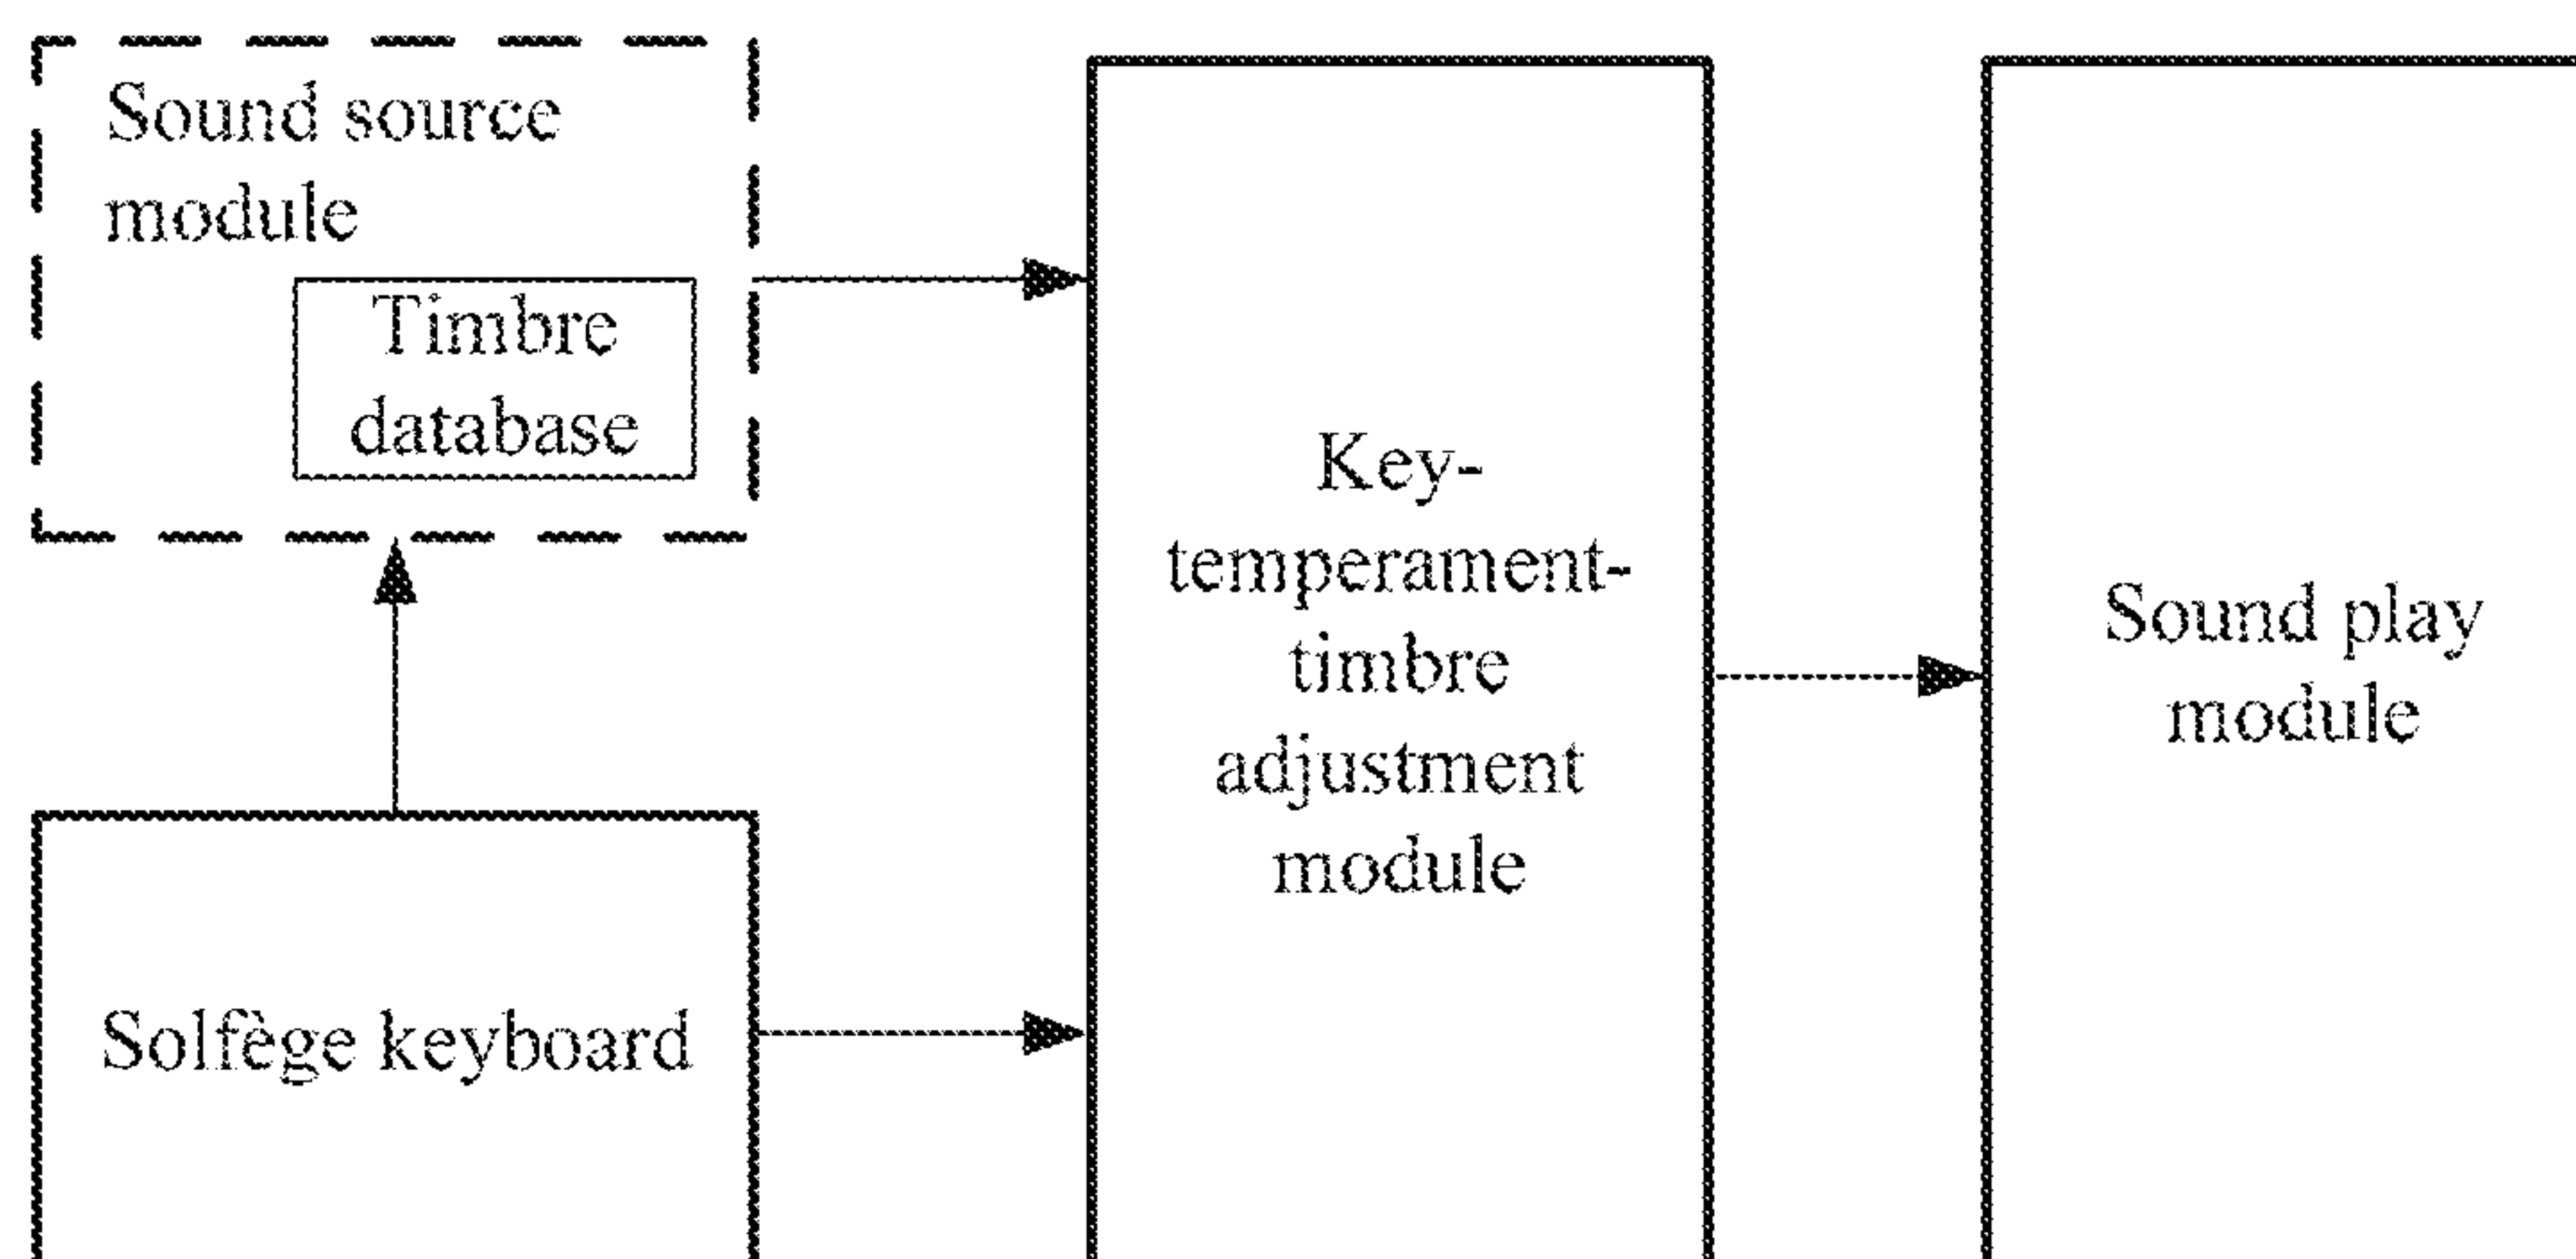 Sound source
module
Timbre
database
Solfège keyboard
Key-
temperament-
timbre
adjustment
module
Sound play
module